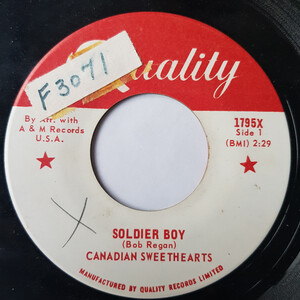 F3071
Quality
By Arr. with
A & M Records
U.S.A.
1795X
Side 1
(BMI) 2:29
SOLDIER BOY
(Bob Regan)
CANADIAN SWEETHEARTS
MANUFACTURED BY QUALITY RECORDS LIMITED